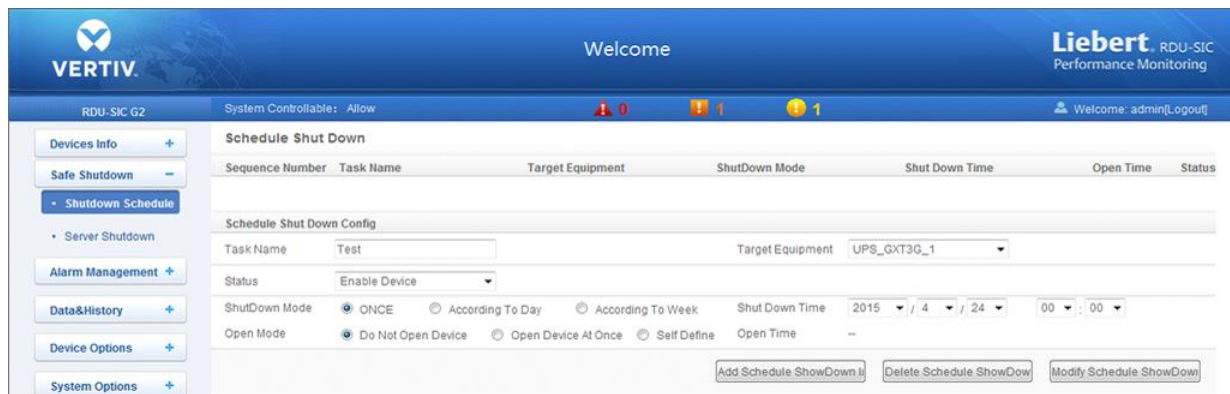 VERTIV.
Welcome
Liebert. RDU-SIC
Performance Monitoring
RDU-SIC G2
System Controllable: Allow
0
1
1
Welcome: admin[Logout]
Devices Info +
Safe Shutdown −
• Shutdown Schedule
• Server Shutdown
Alarm Management +
Data&History +
Device Options +
System Options +
Schedule Shut Down
Sequence Number Task Name Target Equipment ShutDown Mode Shut Down Time Open Time Status
Schedule Shut Down Config
Task Name Test Target Equipment UPS_GXT3G_1
Status Enable Device
ShutDown Mode ONCE According To Day According To Week Shut Down Time 2015 / 4 / 24 00 : 00
Open Mode Do Not Open Device Open Device At Once Self Define Open Time --
Add Schedule ShowDown Delete Schedule ShowDow Modify Schedule ShowDow